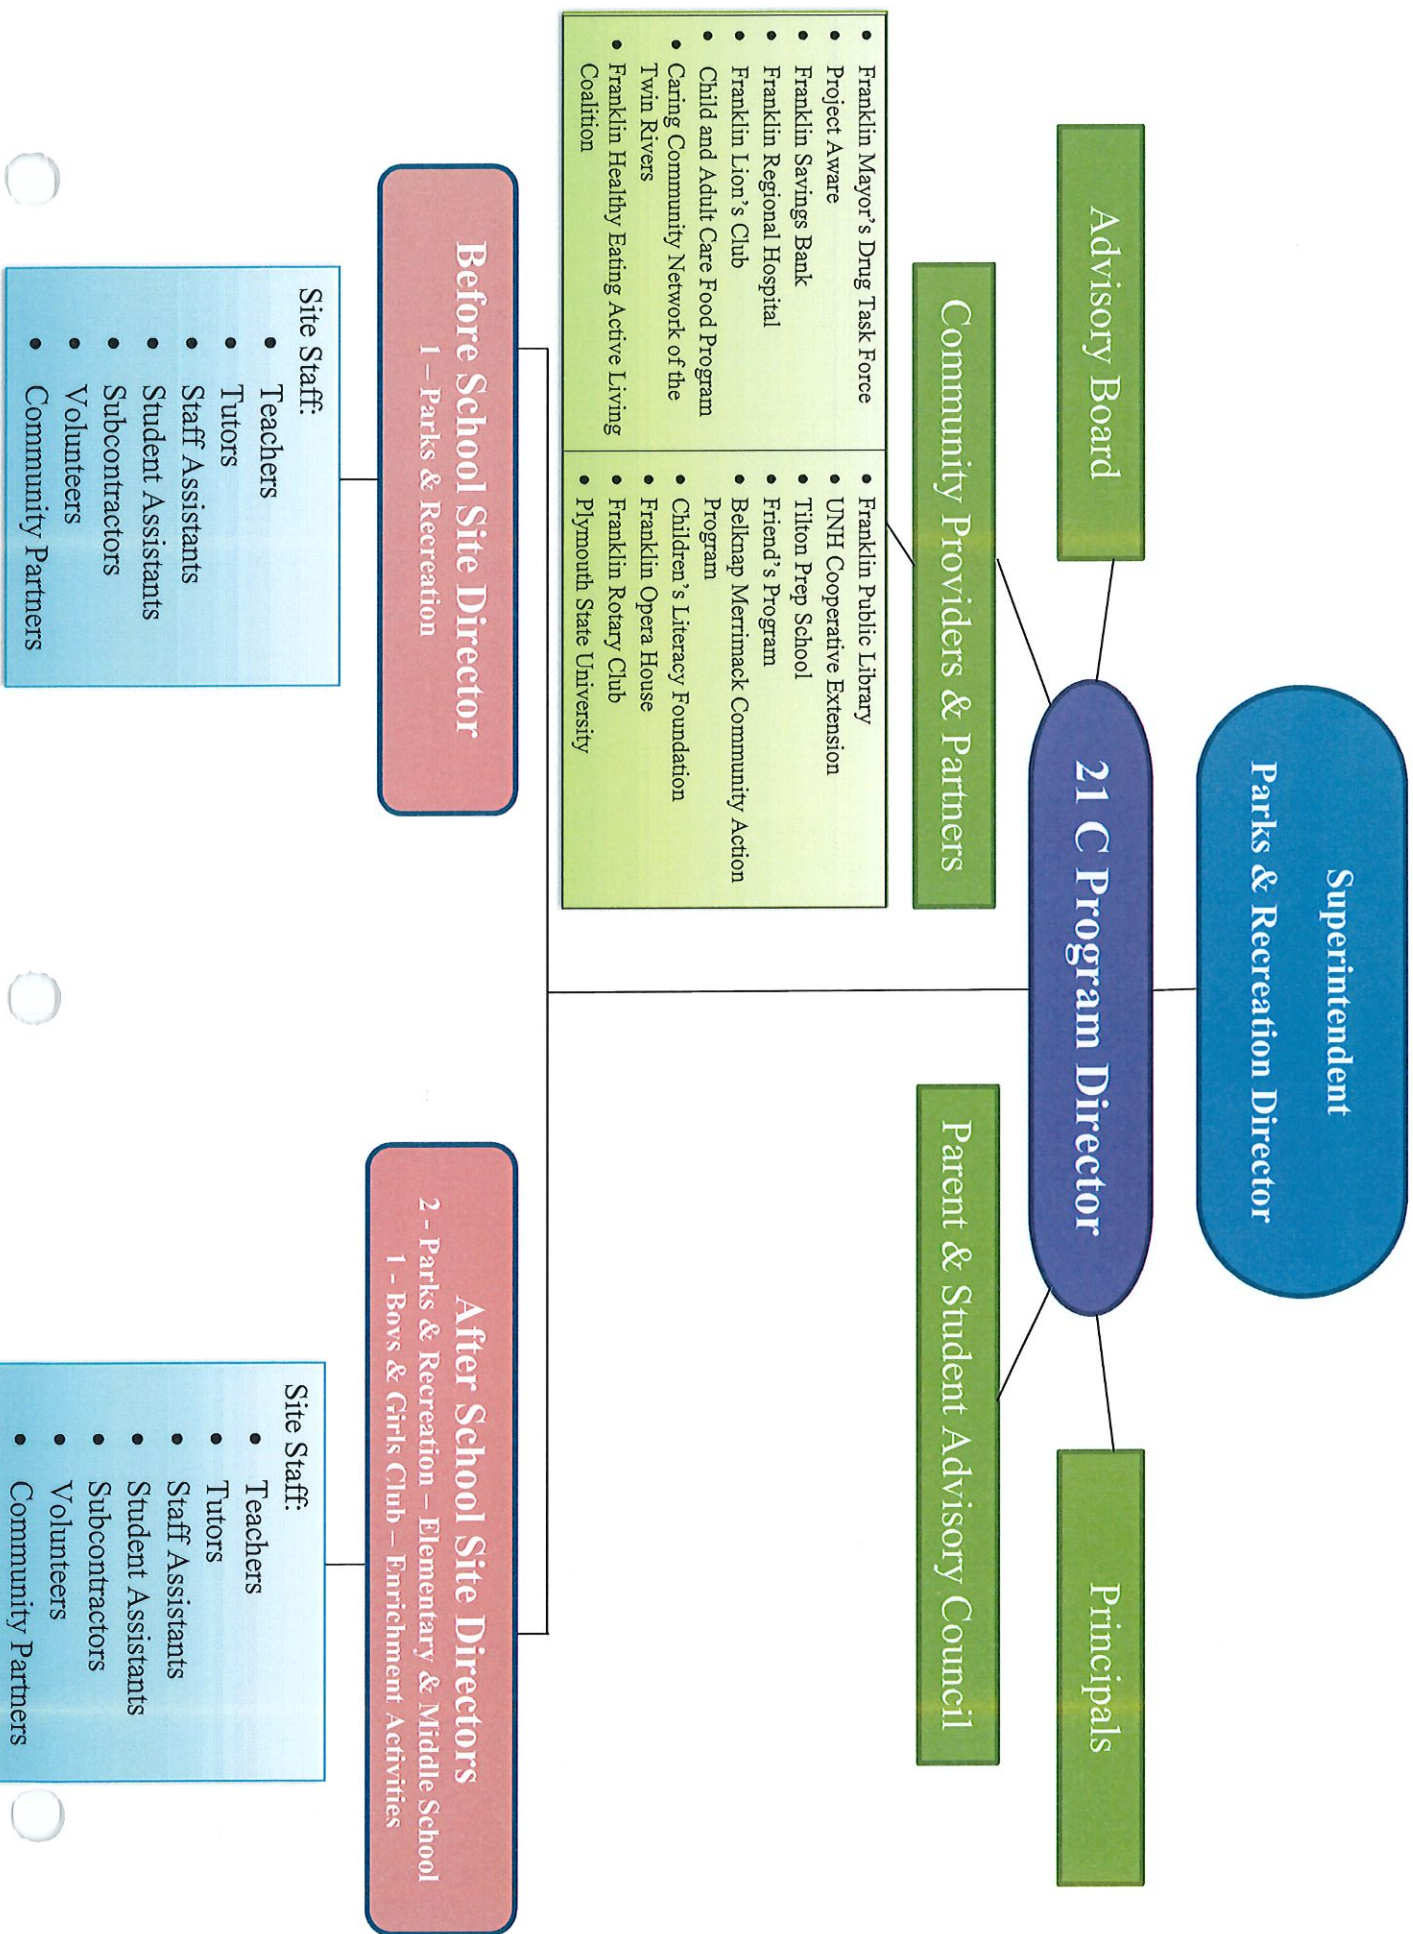 Superintendent
Parks & Recreation Director
21 C Program Director
Advisory Board
Principals
Community Providers & Partners
Parent & Student Advisory Council
• Franklin Mayor's Drug Task Force
• Project Aware
• Franklin Savings Bank
• Franklin Regional Hospital
• Franklin Lion's Club
• Child and Adult Care Food Program
• Caring Community Network of the
Twin Rivers
• Franklin Healthy Eating Active Living
Coalition
• Franklin Public Library
• UNH Cooperative Extension
• Tilton Prep School
• Friend's Program
• Belknap Merrimack Community Action
Program
• Children's Literacy Foundation
• Franklin Opera House
• Franklin Rotary Club
• Plymouth State University
Before School Site Director
1 – Parks & Recreation
After School Site Directors
2 - Parks & Recreation – Elementary & Middle School
1 - Boys & Girls Club – Enrichment Activities
Site Staff:
• Teachers
• Tutors
• Staff Assistants
• Student Assistants
• Subcontractors
• Volunteers
• Community Partners
Site Staff:
• Teachers
• Tutors
• Staff Assistants
• Student Assistants
• Subcontractors
• Volunteers
• Community Partners